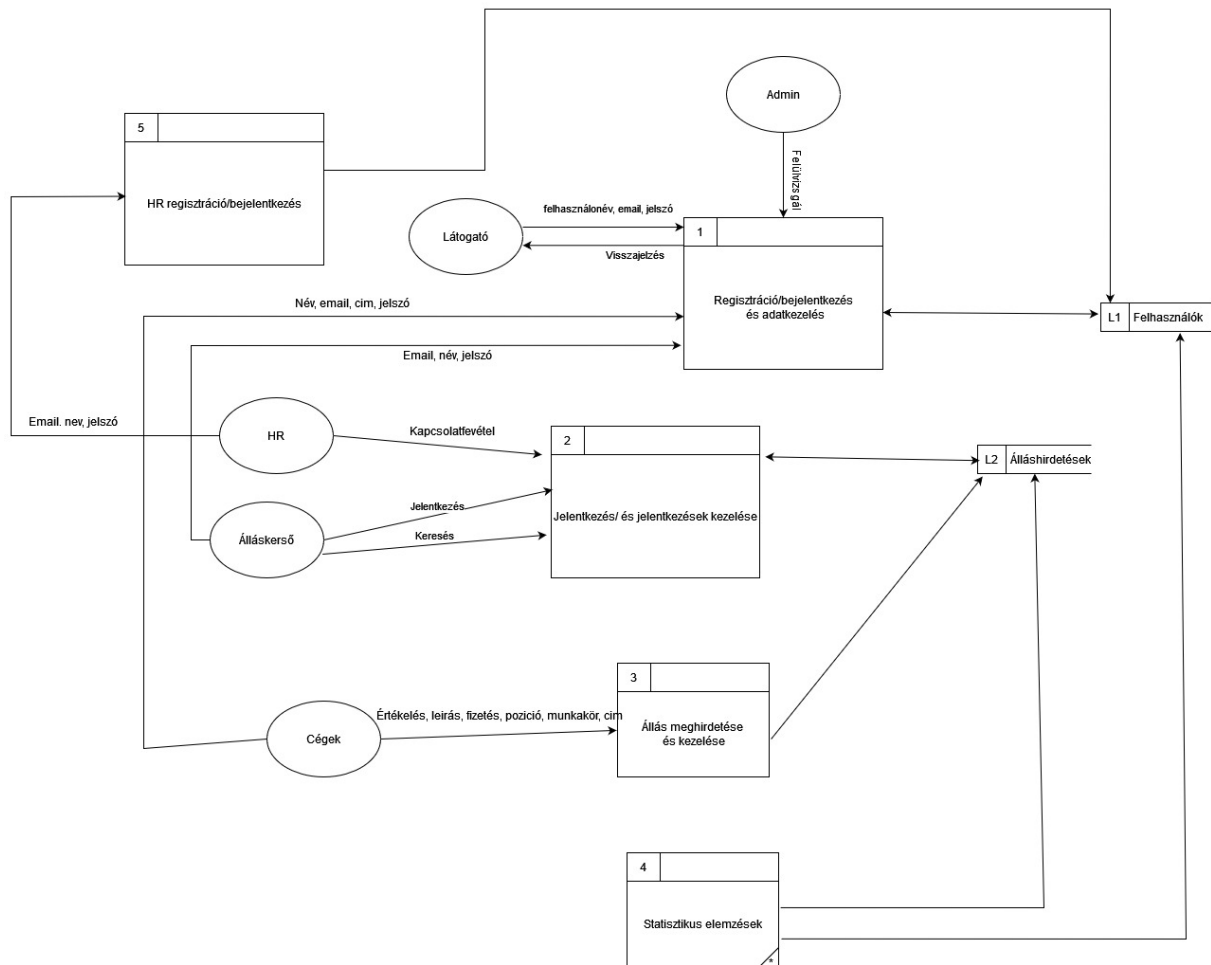 Admin
5
Felülvizsgál
HR regisztráció/bejelentkezés
felhasználonév, email, jelszó
Látogató
1
Visszajelzés
Név, email, cim, jelszó
Regisztráció/bejelentkezés
és adatkezelés
L1
Felhasználók
Email, név, jelszó
Email. nev, jelszó
HR
Kapcsolatfevétel
2
L2
Álláshirdetések
Jelentkezés
Jelentkezés/ és jelentkezések kezelése
Álláskerső
Keresés
3
Értékelés, leirás, fizetés, pozició, munkakör, cim
Állás meghirdetése
és kezelése
Cégek
4
Statisztikus elemzések
*